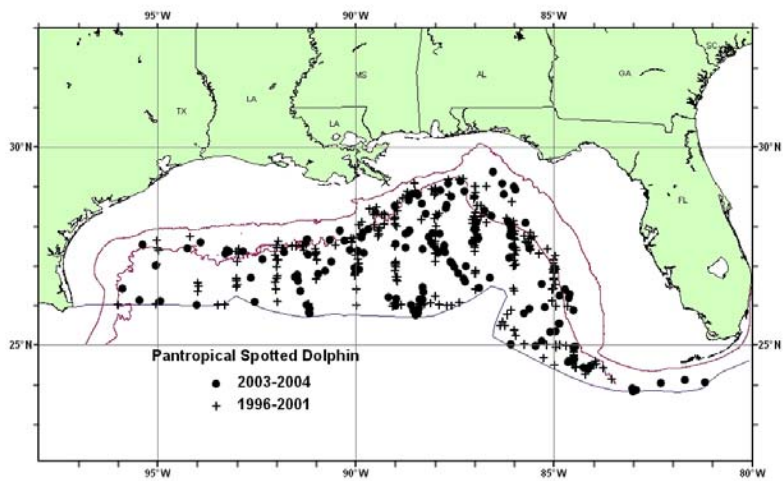 95°W 90°W 85°W 80°W
SC
MS AL GA
TX LA
LA
30°N 30°N
FL
25°N 25°N
Pantropical Spotted Dolphin
2003-2004
1996-2001
95°W 90°W 85°W 80°W